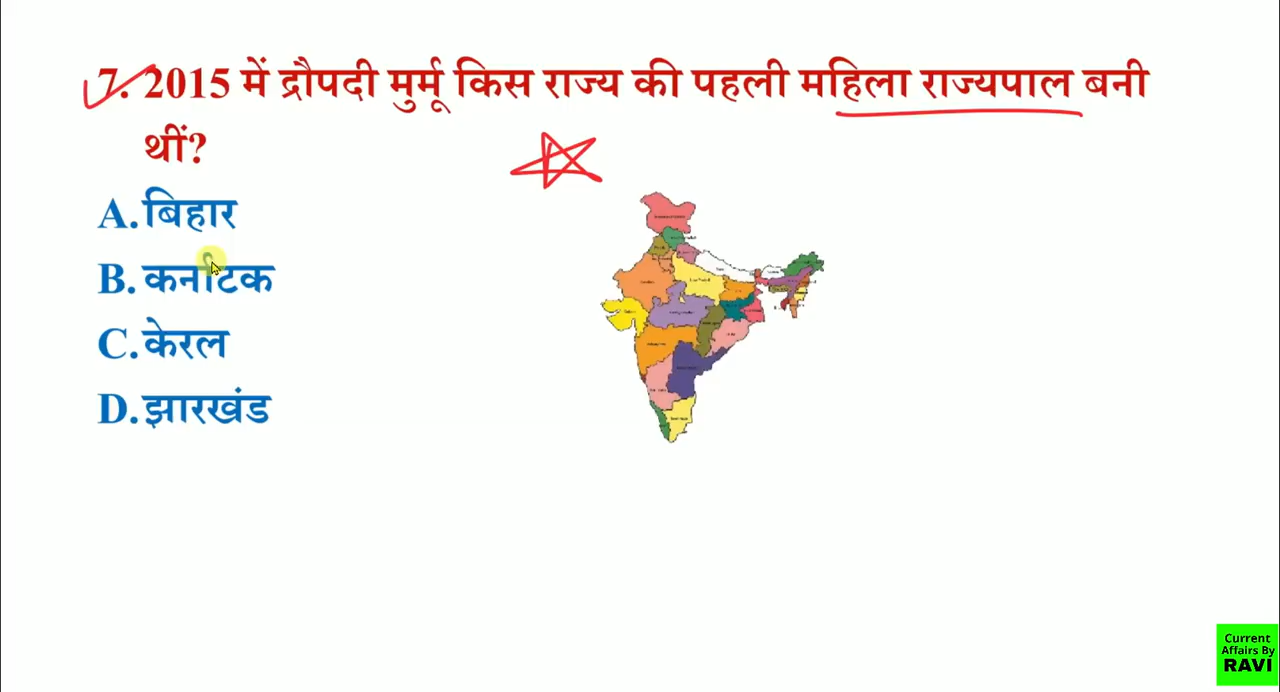 7. 2015 में द्रौपदी मुर्मू किस राज्य की पहली महिला राज्यपाल बनी
थीं?
A. बिहार
B. कर्नाटक
C. केरल
D. झारखंड
Current
Affairs By
RAVI